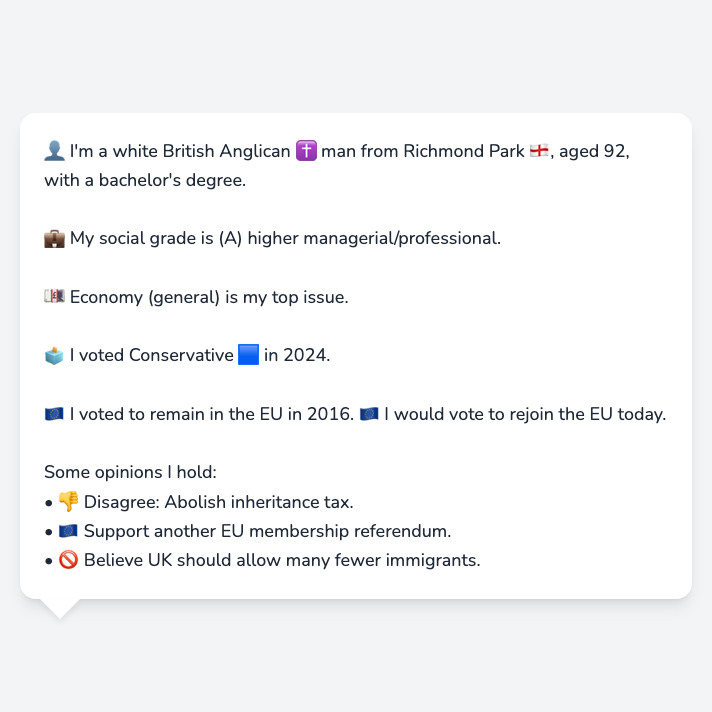 👤 I'm a white British Anglican ✝️ man from Richmond Park 🏴󠁧󠁢󠁥󠁮󠁧󠁿, aged 92,
with a bachelor's degree.
💼 My social grade is (A) higher managerial/professional.
💷 Economy (general) is my top issue.
🗳️ I voted Conservative 🟦 in 2024.
🇪🇺 I voted to remain in the EU in 2016. 🇪🇺 I would vote to rejoin the EU today.
Some opinions I hold:
• 👎 Disagree: Abolish inheritance tax.
• 🇪🇺 Support another EU membership referendum.
• 🚫 Believe UK should allow many fewer immigrants.